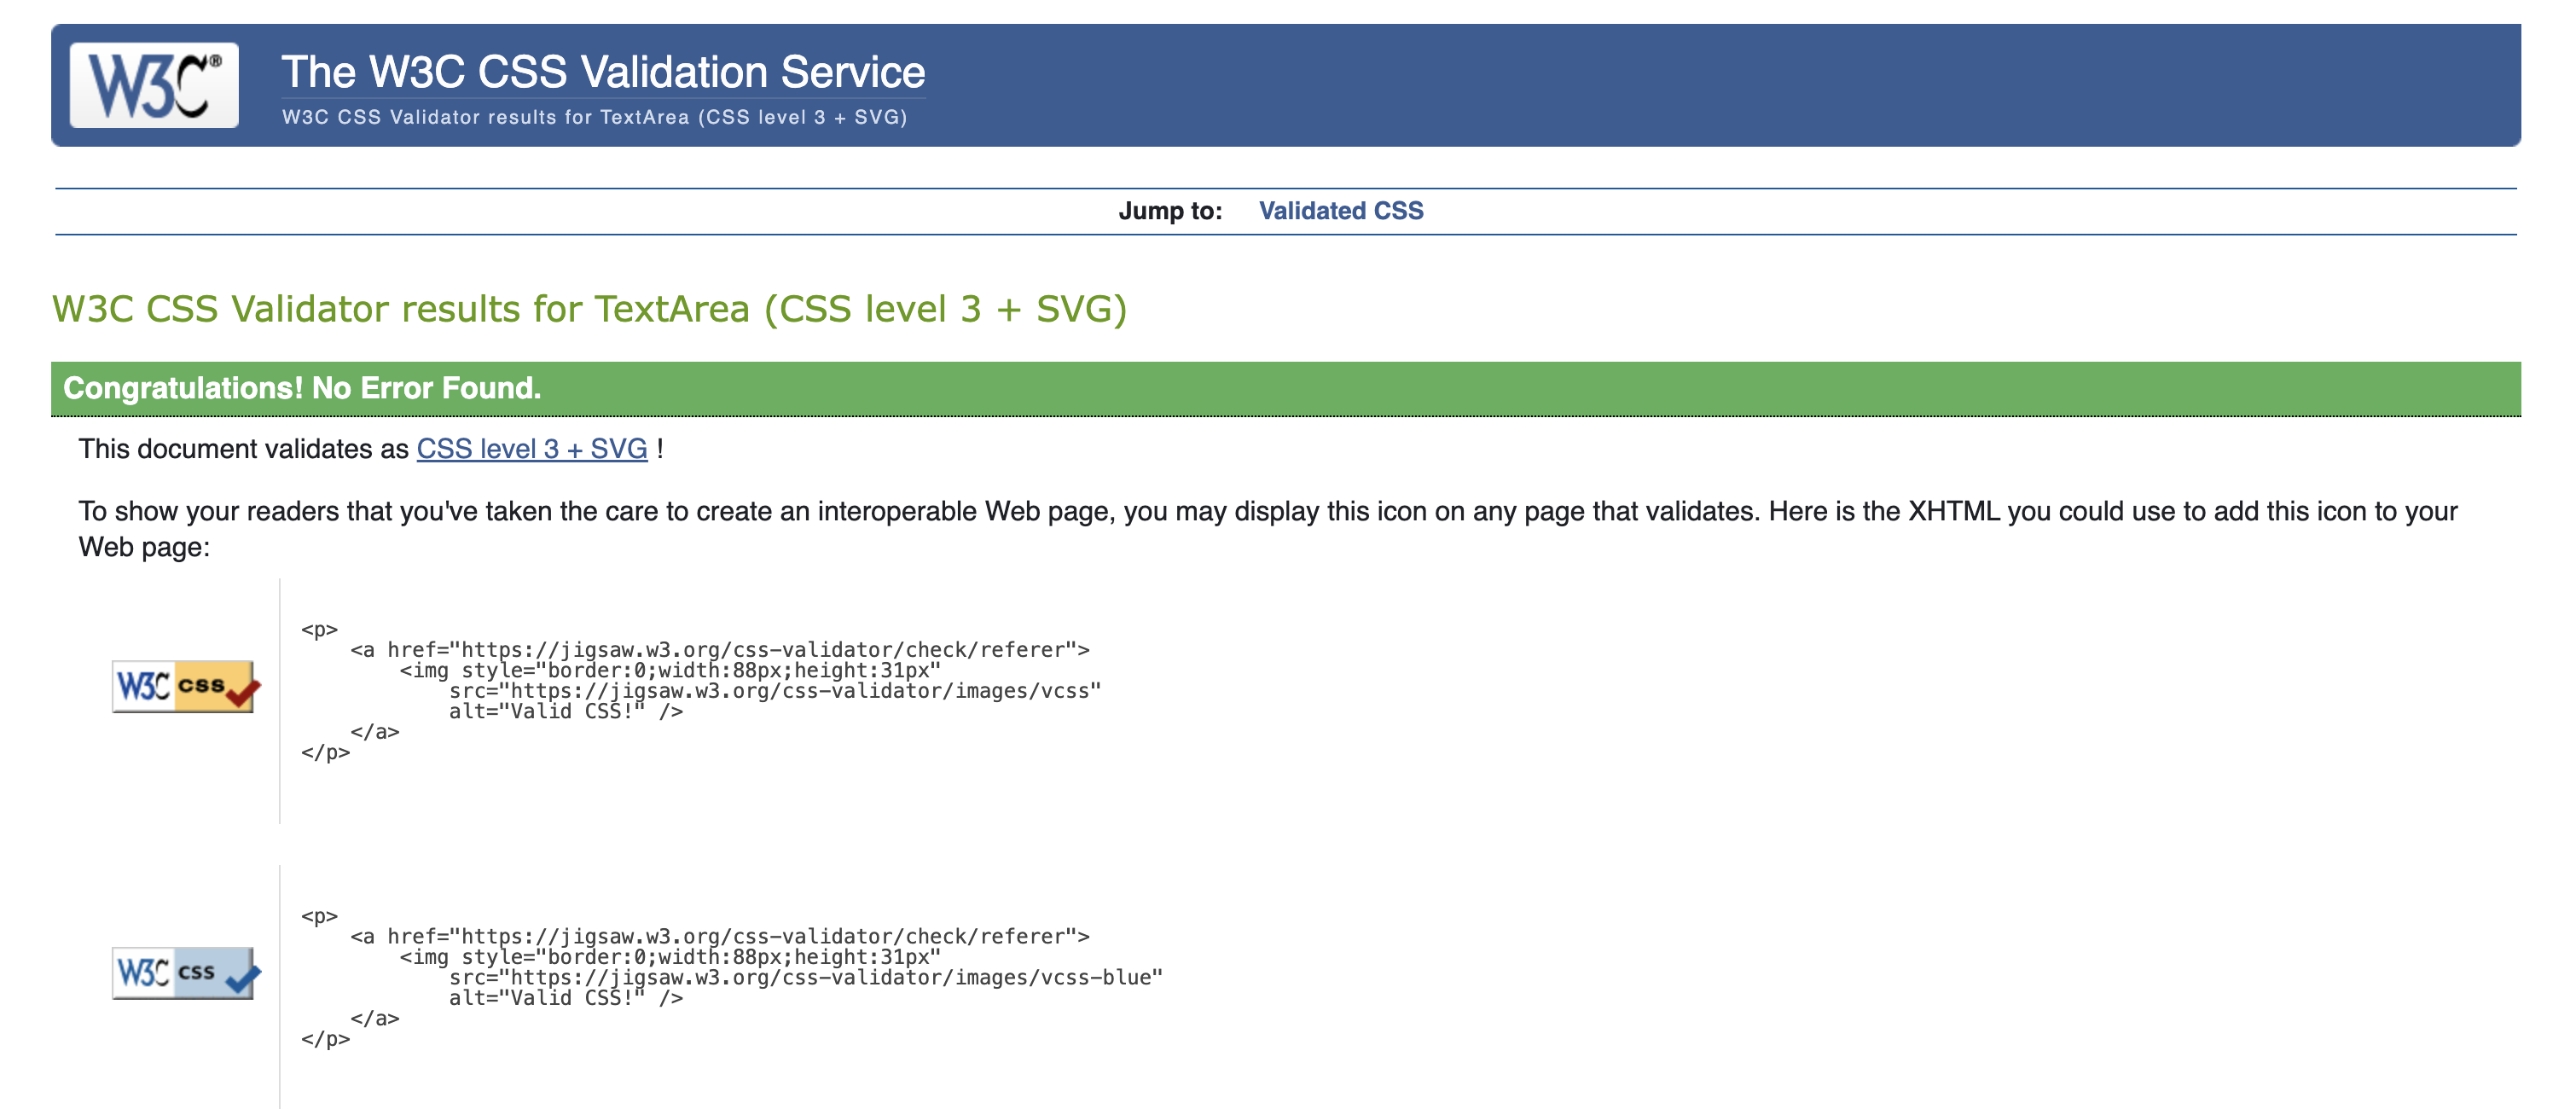 W3C®
The W3C CSS Validation Service
W3C CSS Validator results for TextArea (CSS level 3 + SVG)
Jump to: Validated CSS
W3C CSS Validator results for TextArea (CSS level 3 + SVG)
Congratulations! No Error Found.
This document validates as CSS level 3 + SVG !
To show your readers that you've taken the care to create an interoperable Web page, you may display this icon on any page that validates. Here is the XHTML you could use to add this icon to your
Web page:
W3C css
<p>
    <a href="https://jigsaw.w3.org/css-validator/check/referer">
        <img style="border:0;width:88px;height:31px"
            src="https://jigsaw.w3.org/css-validator/images/vcss"
            alt="Valid CSS!" />
    </a>
</p>
W3C css
<p>
    <a href="https://jigsaw.w3.org/css-validator/check/referer">
        <img style="border:0;width:88px;height:31px"
            src="https://jigsaw.w3.org/css-validator/images/vcss-blue"
            alt="Valid CSS!" />
    </a>
</p>